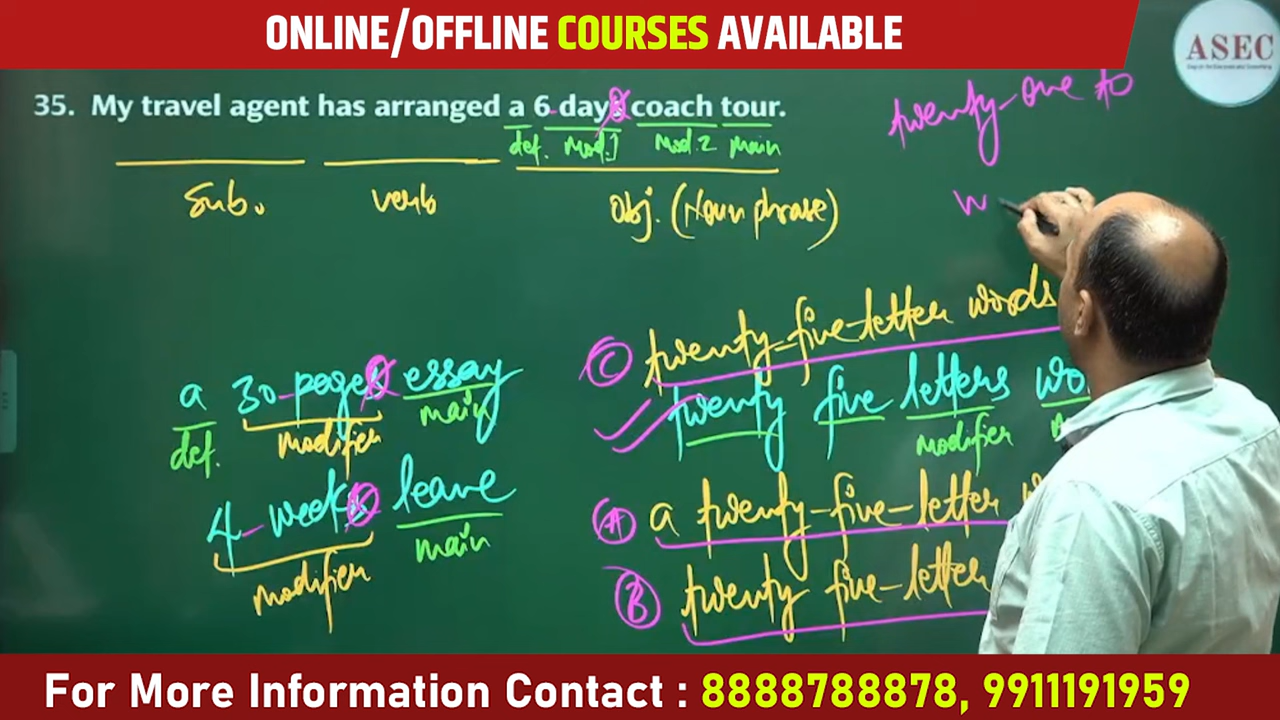 ONLINE/OFFLINE COURSES AVAILABLE
ASEC
35. My travel agent has arranged a 6-days coach tour.
twenty-one to
def. mod.1 mod.2 main
w
Sub. verb obj. (Noun phrase)
C twenty-five-letter words
a 30-pages essay
def. modifier main
twenty five letters
modifier
4-weeks leave
modifier main
A a twenty-five-letter
B twenty five-letter
For More Information Contact : 8888788878, 9911191959